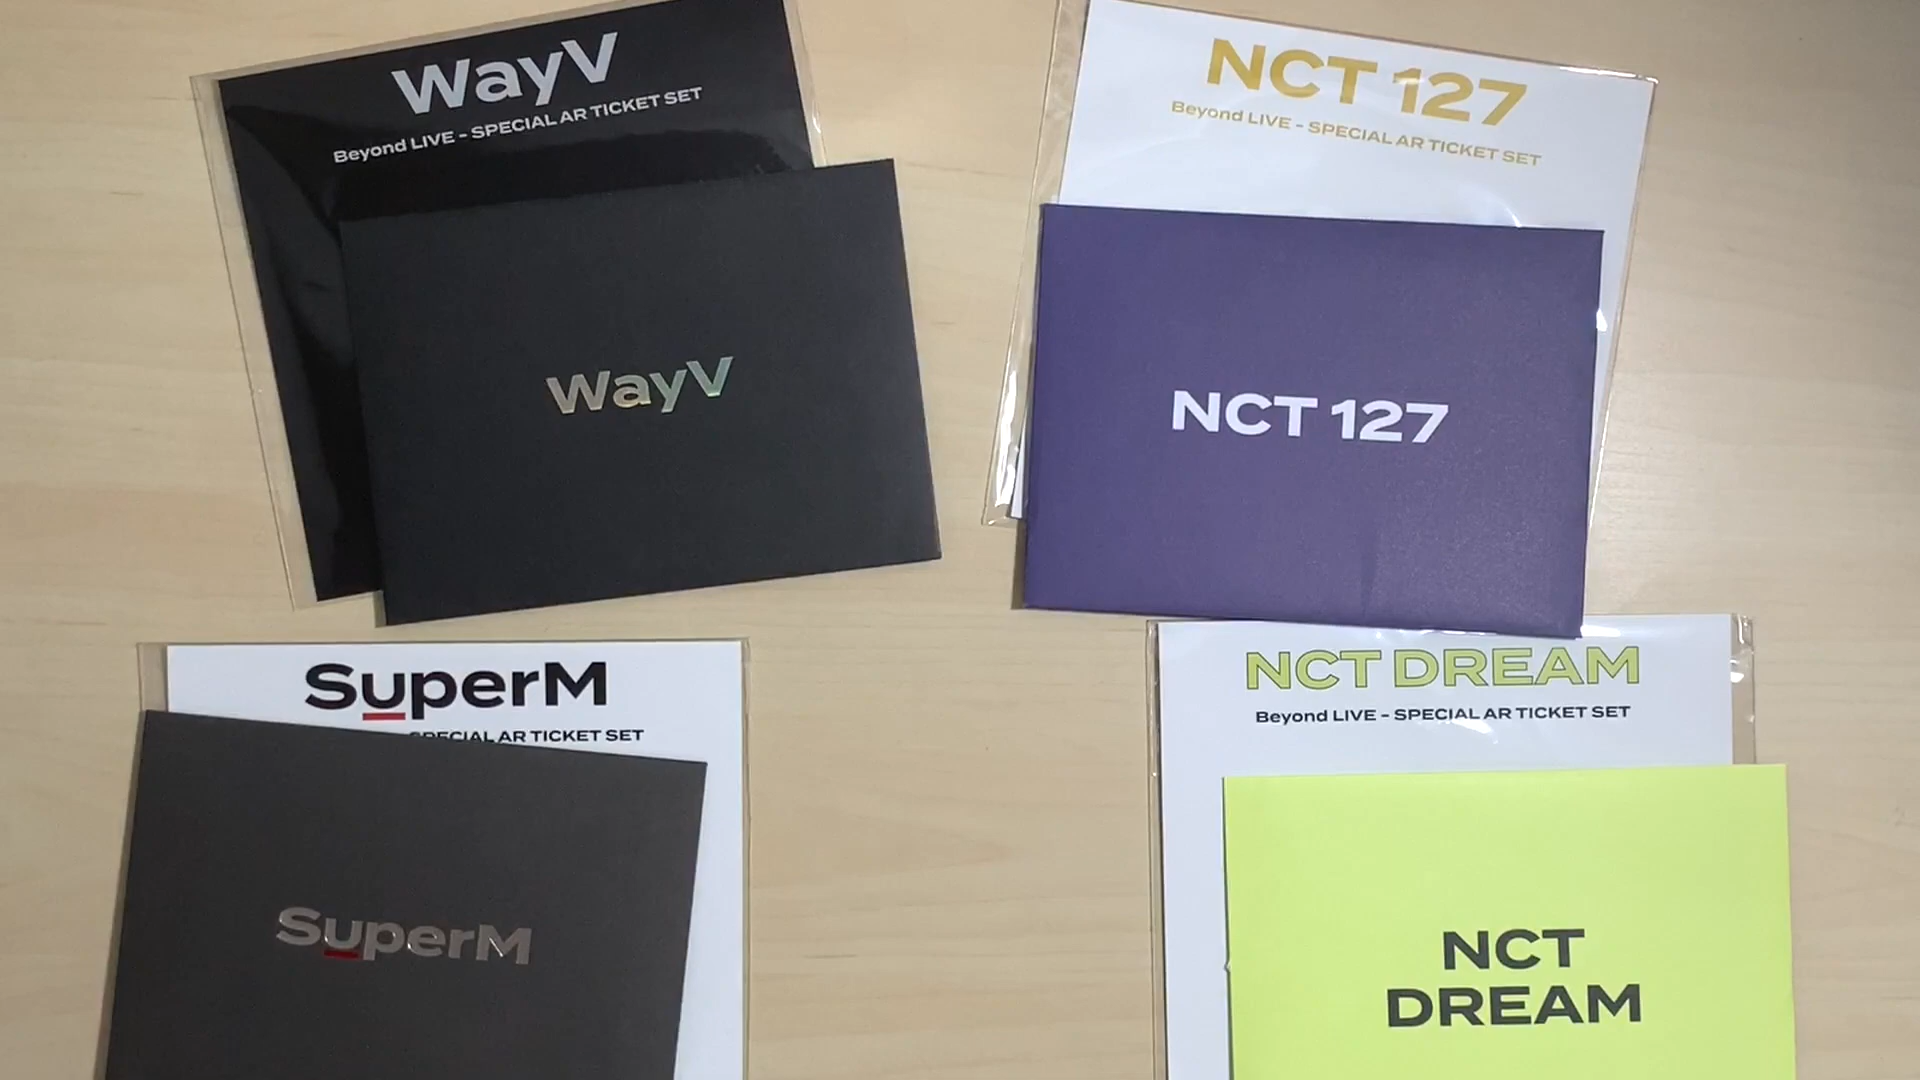 WayV
Beyond LIVE - SPECIAL AR TICKET SET
WayV
NCT 127
Beyond LIVE - SPECIAL AR TICKET SET
NCT 127
SuperM
SPECIAL AR TICKET SET
SuperM
NCT DREAM
Beyond LIVE - SPECIAL AR TICKET SET
NCT
DREAM